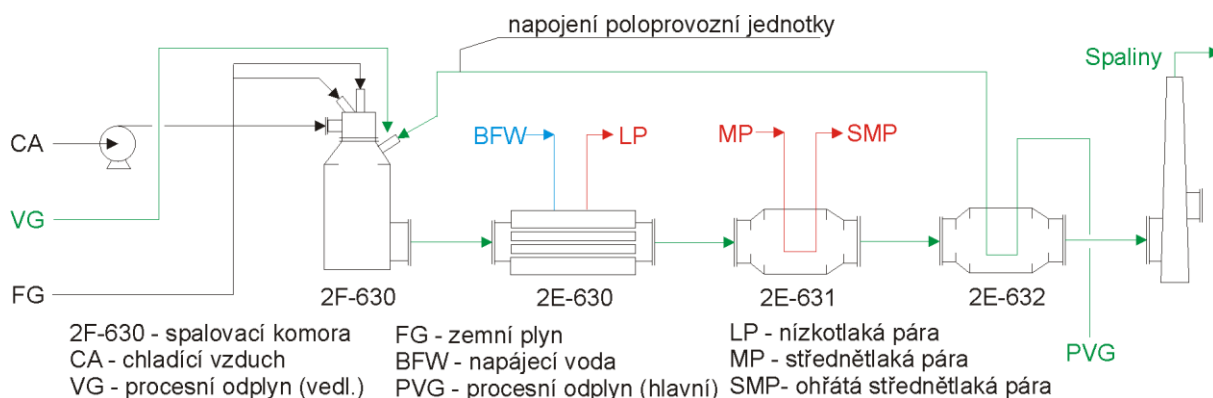 napojení poloprovozní jednotky
Spaliny
CA
BFW
LP
MP
SMP
VG
FG
2F-630
2E-630
2E-631
2E-632
PVG
2F-630 - spalovací komora
CA - chladící vzduch
VG - procesní odplyn (vedl.)
FG - zemní plyn
BFW - napájecí voda
PVG - procesní odplyn (hlavní)
LP - nízkotlaká pára
MP - střednětlaká pára
SMP- ohřátá střednětlaká pára